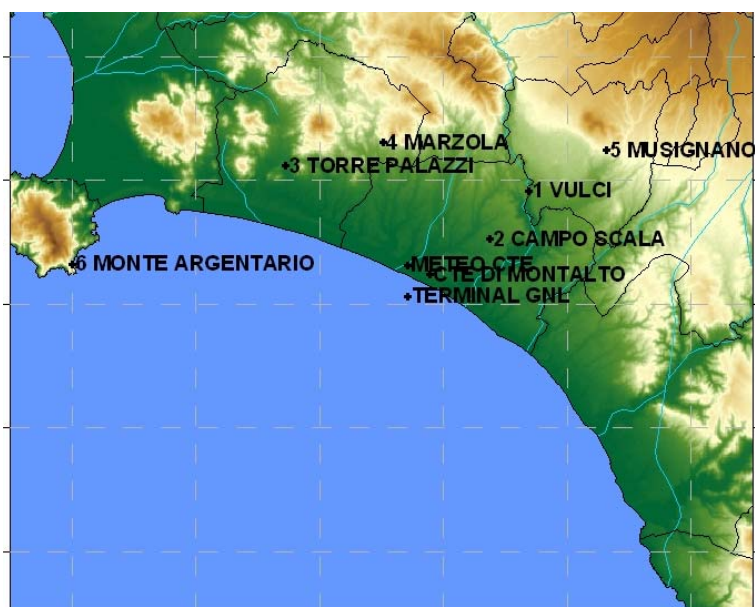 4 MARZOLA
5 MUSIGNANO
3 TORRE PALAZZI
1 VULCI
2 CAMPO SCALA
6 MONTE ARGENTARIO
METEO CTE
CTE DI MONTALTO
TERMINAL GNL